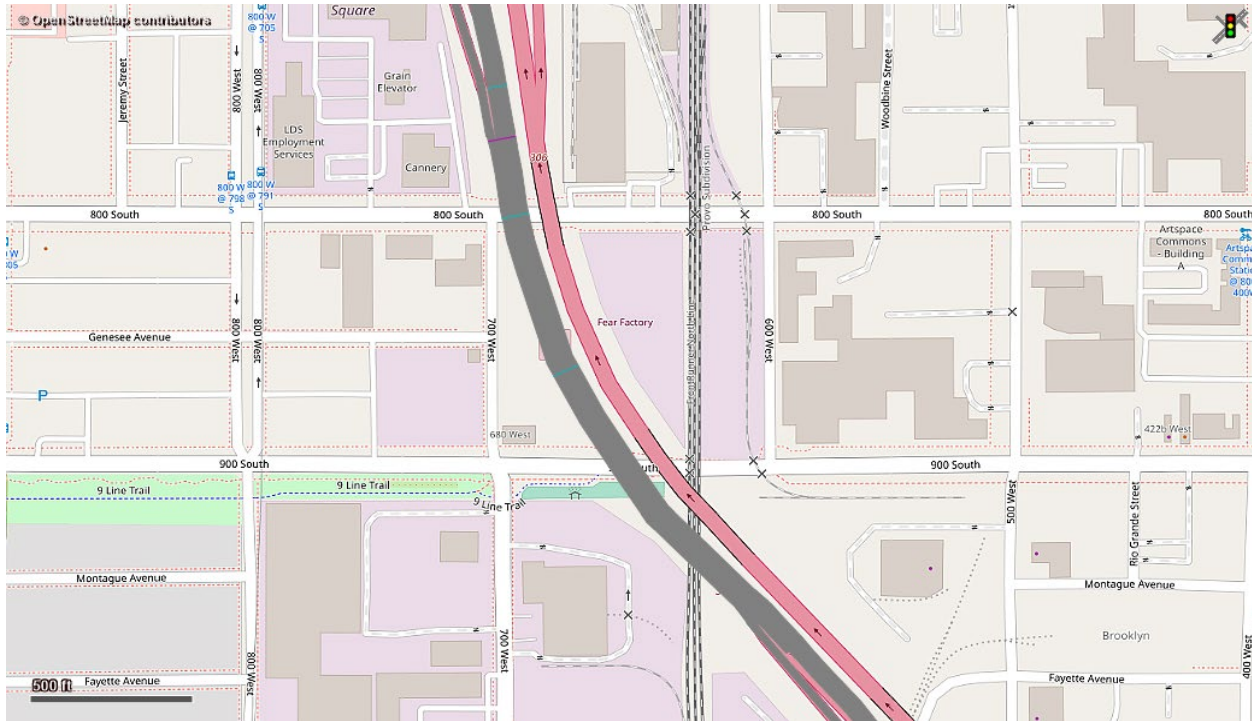 © OpenStreetMap contributors
Square
800 W
@ 705
S
Jeremy Street
800 West
800 West
Grain
Elevator
LDS
Employment
Services
Cannery
306
Provo Subdivision
Woodbine Street
800 W
@ 798
S
800 W
@ 791
S
800 South
800 South
800 South
800 South
Artspace
Commons
- Building
A
Genesee Avenue
800 West
800 West
700 West
Fear Factory
FrontRunner North Line
600 West
P
680 West
422b West
900 South
900 South
9 Line Trail
9 Line Trail
9 Line Trail
500 West
Rio Grande Street
Montague Avenue
Montague Avenue
Brooklyn
800 West
700 West
400 West
Fayette Avenue
Fayette Avenue
500 ft